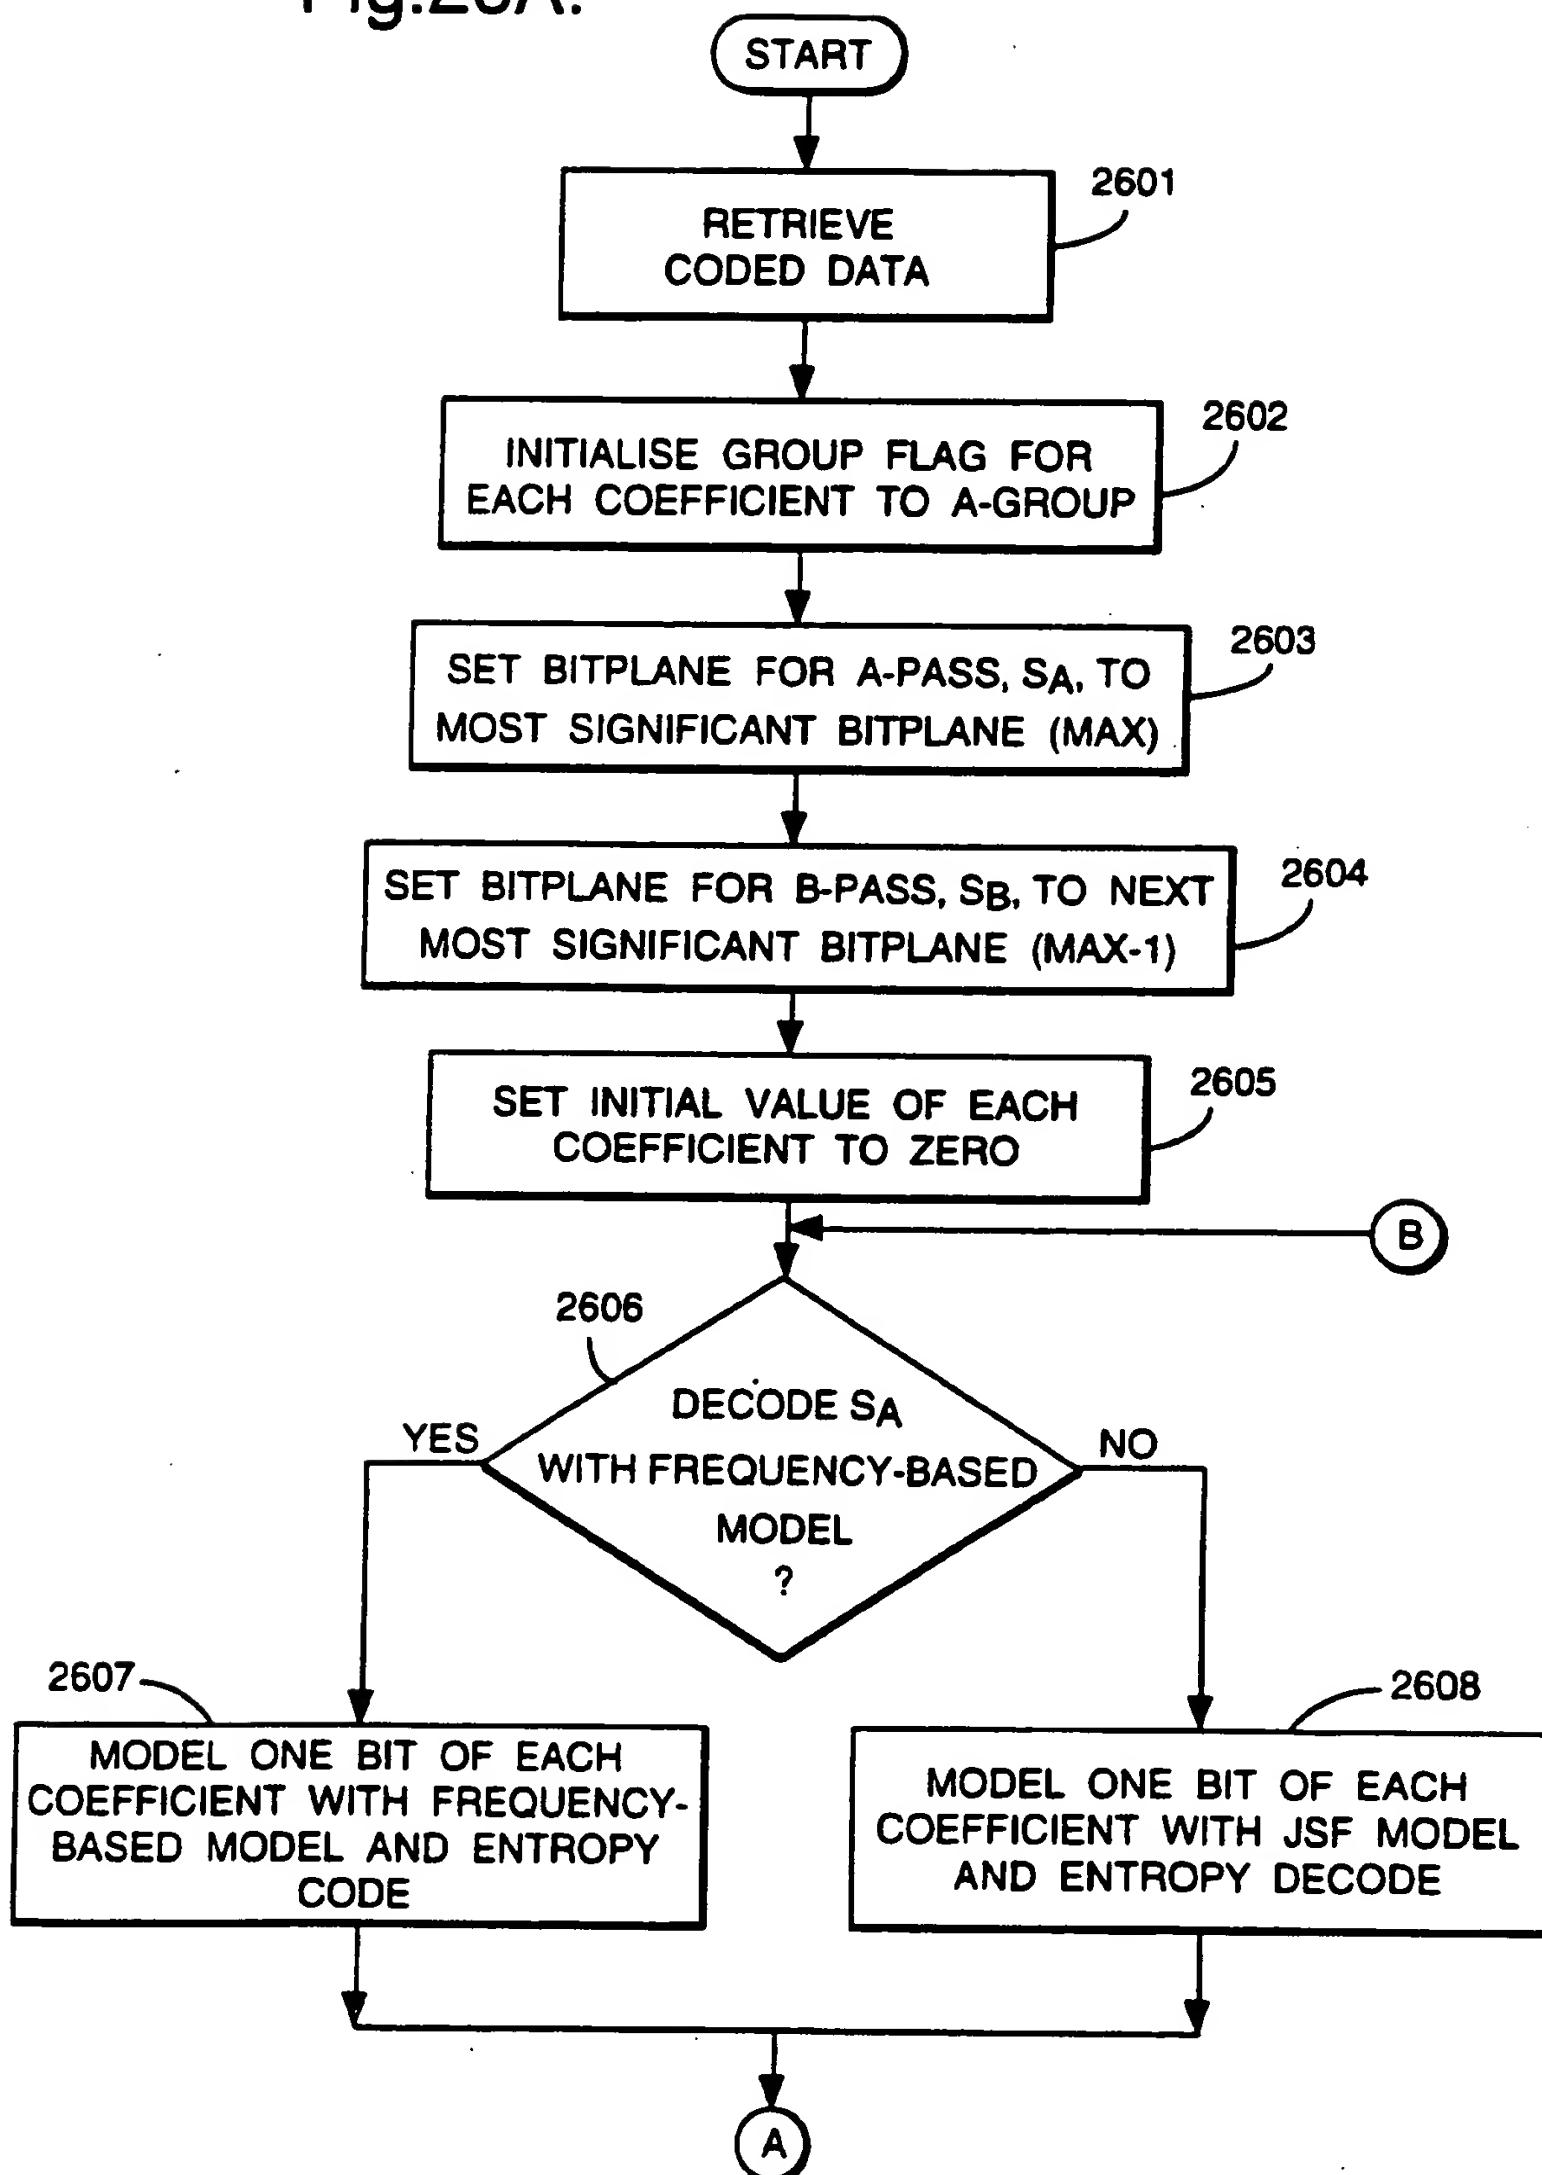 START
2601
RETRIEVE
CODED DATA
2602
INITIALISE GROUP FLAG FOR
EACH COEFFICIENT TO A-GROUP
2603
SET BITPLANE FOR A-PASS, SA, TO
MOST SIGNIFICANT BITPLANE (MAX)
2604
SET BITPLANE FOR B-PASS, SB, TO NEXT
MOST SIGNIFICANT BITPLANE (MAX-1)
2605
SET INITIAL VALUE OF EACH
COEFFICIENT TO ZERO
B
2606
DECODE SA
WITH FREQUENCY-BASED
MODEL
?
YES
NO
2607
MODEL ONE BIT OF EACH
COEFFICIENT WITH FREQUENCY-
BASED MODEL AND ENTROPY
CODE
2608
MODEL ONE BIT OF EACH
COEFFICIENT WITH JSF MODEL
AND ENTROPY DECODE
A